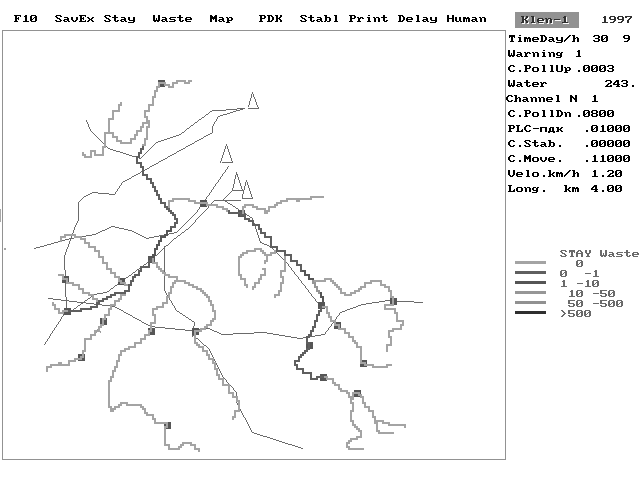 F10 SavEx Stay Waste Map PDK Stabl Print Delay Human Klen-1 1997
TimeDay/h 30 9
Warning 1
C.PollUp .0003
Water 243.
Channel N 1
C.PollDn .0800
PLC-пдк .01000
C.Stab. .00000
C.Move. .11000
Velo.km/h 1.20
Long. km 4.00
STAY Waste
0
0 -1
1 -10
10 -50
50 -500
>500